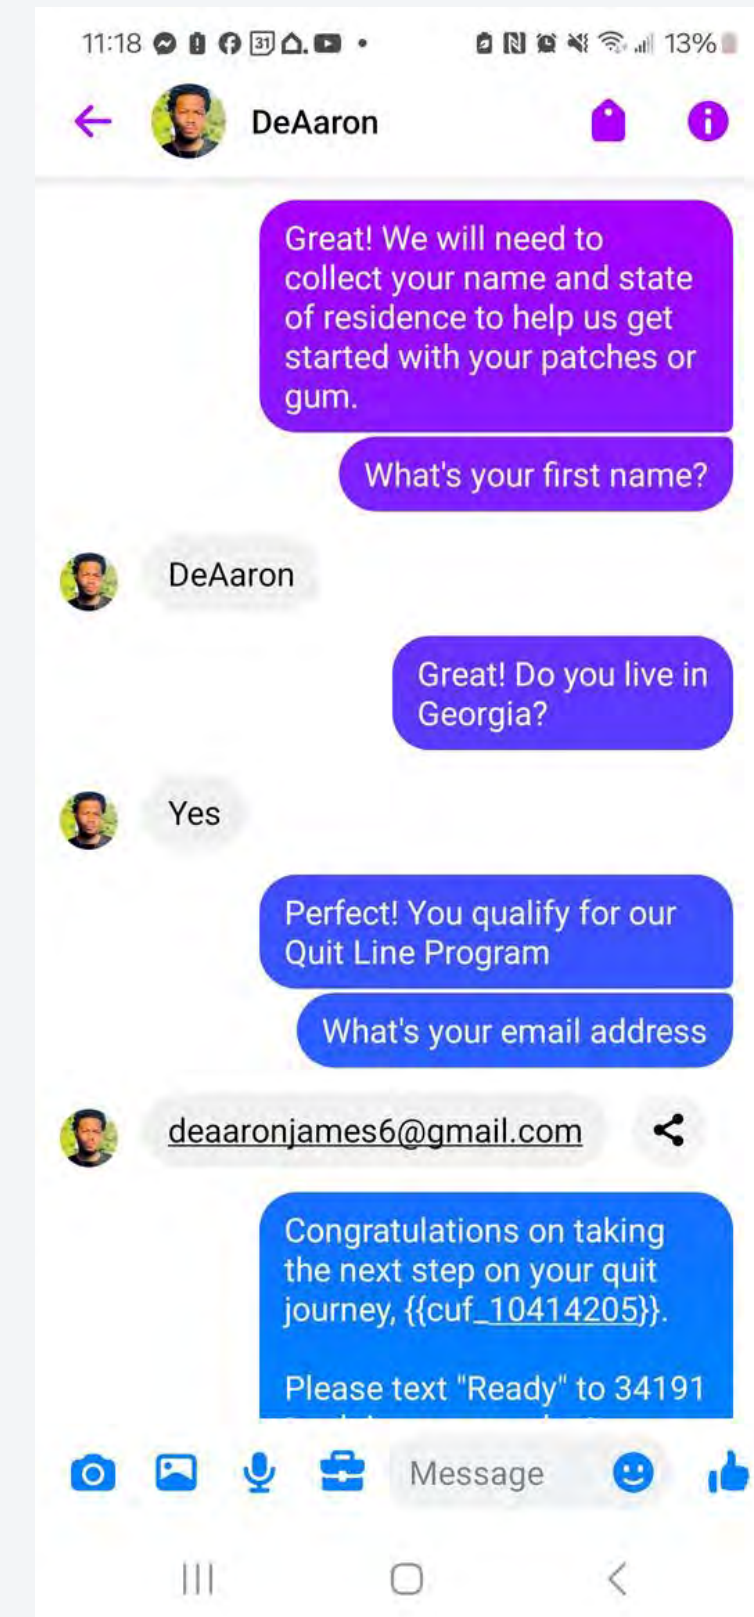 11:18
31
13%
DeAaron
Great! We will need to
collect your name and state
of residence to help us get
started with your patches or
gum.
What's your first name?
DeAaron
Great! Do you live in
Georgia?
Yes
Perfect! You qualify for our
Quit Line Program
What's your email address
deaaronjames6@gmail.com
Congratulations on taking
the next step on your quit
journey, {{cuf_10414205}}.
Please text "Ready" to 34191
Message